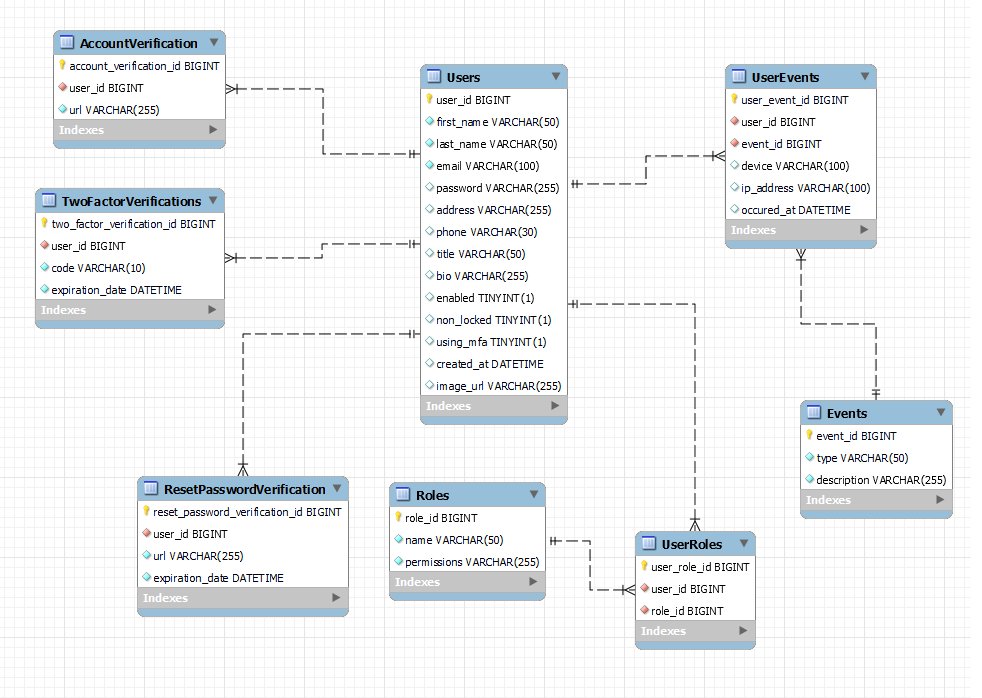 AccountVerification
account_verification_id BIGINT
user_id BIGINT
url VARCHAR(255)
Indexes
TwoFactorVerifications
two_factor_verification_id BIGINT
user_id BIGINT
code VARCHAR(10)
expiration_date DATETIME
Indexes
Users
user_id BIGINT
first_name VARCHAR(50)
last_name VARCHAR(50)
email VARCHAR(100)
password VARCHAR(255)
address VARCHAR(255)
phone VARCHAR(30)
title VARCHAR(50)
bio VARCHAR(255)
enabled TINYINT(1)
non_locked TINYINT(1)
using_mfa TINYINT(1)
created_at DATETIME
image_url VARCHAR(255)
Indexes
UserEvents
user_event_id BIGINT
user_id BIGINT
event_id BIGINT
device VARCHAR(100)
ip_address VARCHAR(100)
occured_at DATETIME
Indexes
Events
event_id BIGINT
type VARCHAR(50)
description VARCHAR(255)
Indexes
ResetPasswordVerification
reset_password_verification_id BIGINT
user_id BIGINT
url VARCHAR(255)
expiration_date DATETIME
Indexes
Roles
role_id BIGINT
name VARCHAR(50)
permissions VARCHAR(255)
Indexes
UserRoles
user_role_id BIGINT
user_id BIGINT
role_id BIGINT
Indexes